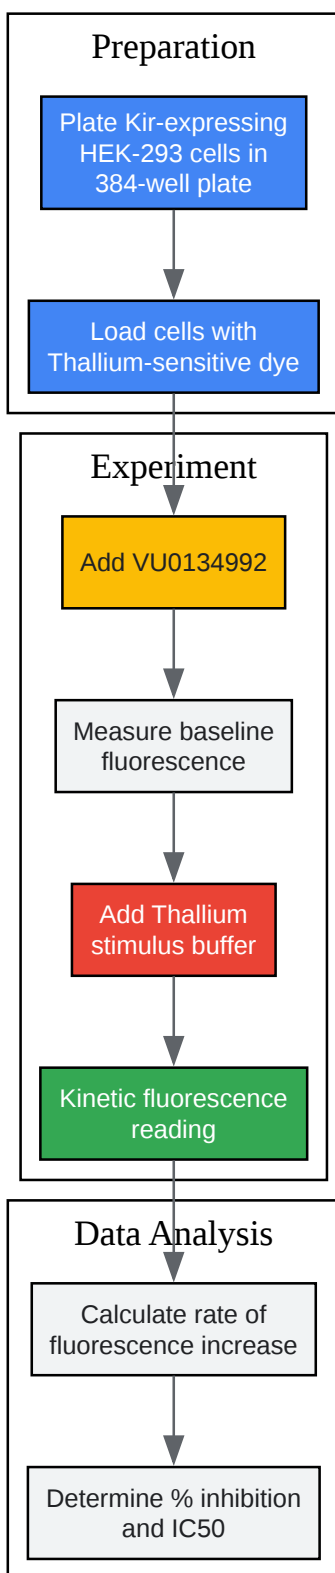 Preparation
Plate Kir-expressing
HEK-293 cells in
384-well plate
Load cells with
Thallium-sensitive dye
Experiment
Add VU0134992
Measure baseline
fluorescence
Add Thallium
stimulus buffer
Kinetic fluorescence
reading
Data Analysis
Calculate rate of
fluorescence increase
Determine % inhibition
and IC50